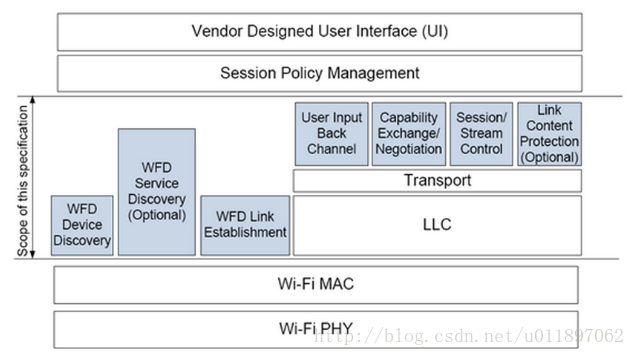 Vendor Designed User Interface (UI)
Session Policy Management
Scope of this specification
User Input
Back
Channel
Capability
Exchange/
Negotiation
Session/
Stream
Control
Link
Content
Protection
(Optional)
WFD
Service
Discovery
(Optional)
Transport
WFD
Device
Discovery
WFD Link
Establishment
LLC
Wi-Fi MAC
Wi-Fi PHY
http://blog.csdn.net/u011897062